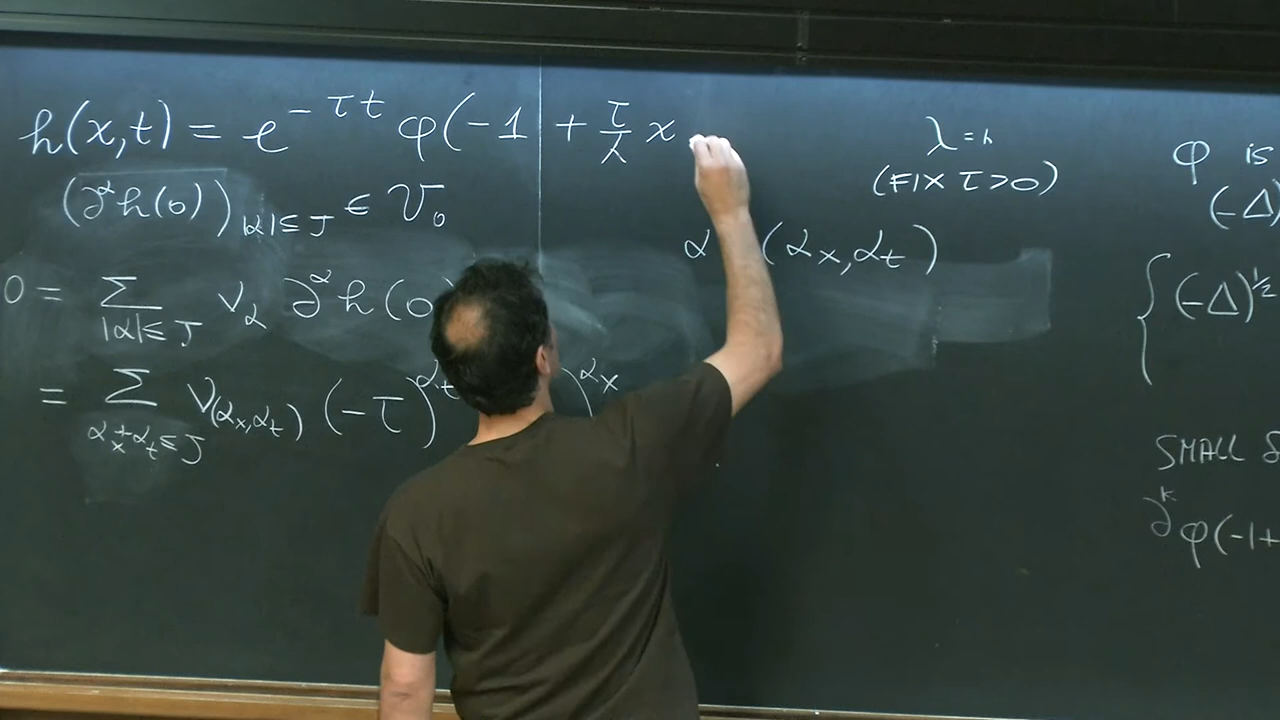 h(x,t) = e^{-τt} φ(-1 + τ/λ x
(∂^α h(0))_{|α|≤J} ∈ V_0
0 = Σ_{|α|≤J} ν_α ∂^α h(0
= Σ_{α_x+α_t≤J} ν_{(α_x,α_t)} (-τ)^{α_t} )^{α_x}
λ =
(FIX τ>0)
α (α_x,α_t)
φ is
(-Δ)
{ (-Δ)^{1/2}
SMALL
∂^k φ(-1+